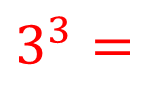 3³ =